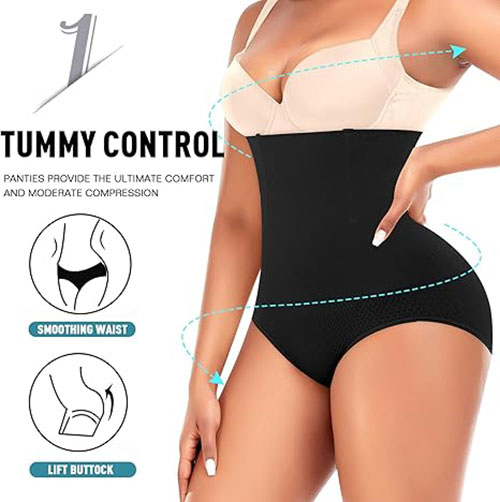 1
TUMMY CONTROL
PANTIES PROVIDE THE ULTIMATE COMFORT
AND MODERATE COMPRESSION
SMOOTHING WAIST
LIFT BUTTOCK